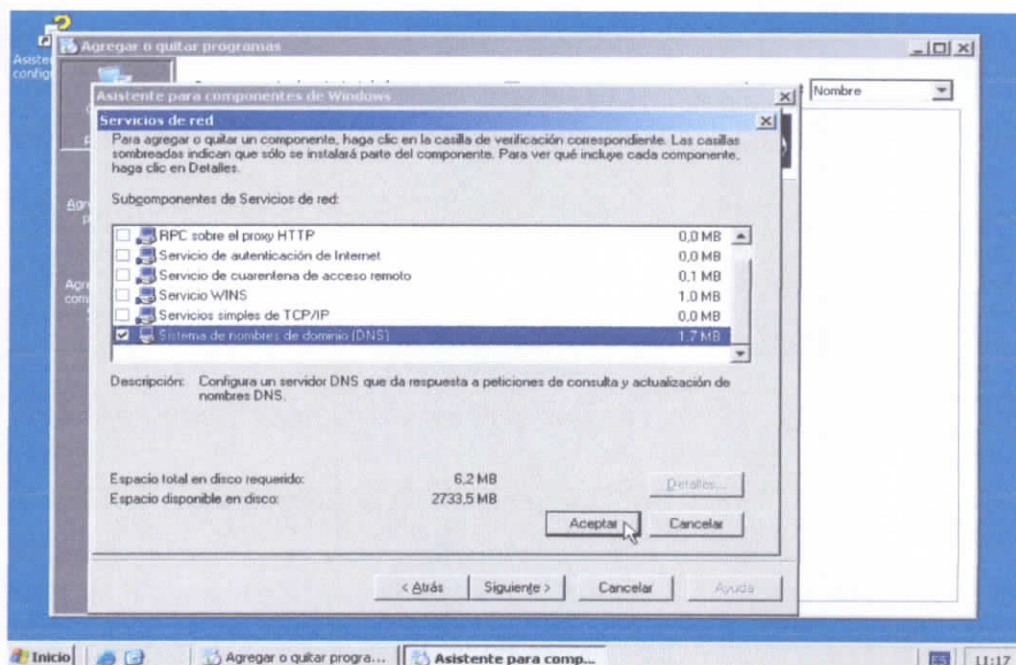 Agregar o quitar programas
Nombre
Asistente para componentes de Windows
Servicios de red
Para agregar o quitar un componente, haga clic en la casilla de verificación correspondiente. Las casillas
sombreadas indican que sólo se instalará parte del componente. Para ver qué incluye cada componente,
haga clic en Detalles.
Subcomponentes de Servicios de red:
RPC sobre el proxy HTTP 0,0 MB
Servicio de autenticación de Internet 0,0 MB
Servicio de cuarentena de acceso remoto 0,1 MB
Servicio WINS 1,0 MB
Servicios simples de TCP/IP 0,0 MB
Sistema de nombres de dominio (DNS) 1,7 MB
Descripción: Configura un servidor DNS que da respuesta a peticiones de consulta y actualización de
nombres DNS.
Espacio total en disco requerido: 6,2 MB
Espacio disponible en disco: 2733,5 MB
Detalles...
Aceptar Cancelar
< Atrás Siguiente > Cancelar Ayuda
Inicio Agregar o quitar progra... Asistente para comp... 11:17